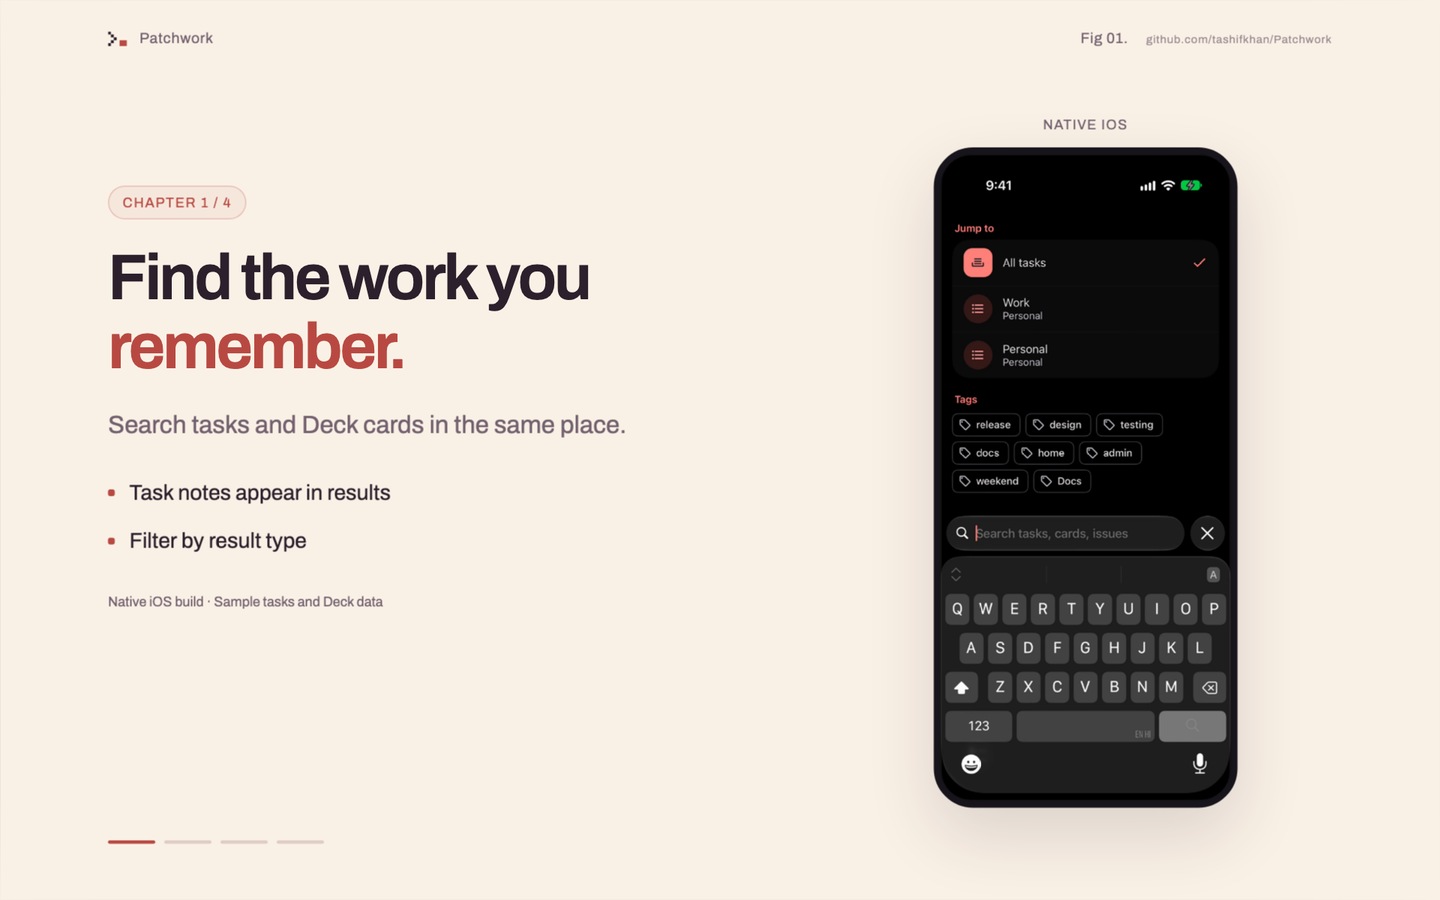 Patchwork
Fig 01. github.com/tashifkhan/Patchwork
CHAPTER 1 / 4
Find the work you
remember.
Search tasks and Deck cards in the same place.
Task notes appear in results
Filter by result type
Native iOS build · Sample tasks and Deck data
NATIVE IOS
9:41
Jump to
All tasks
Work
Personal
Personal
Personal
Tags
release design testing
docs home admin
weekend Docs
Search tasks, cards, issues
A
Q W E R T Y U I O P
A S D F G H J K L
Z X C V B N M
123
EN HI